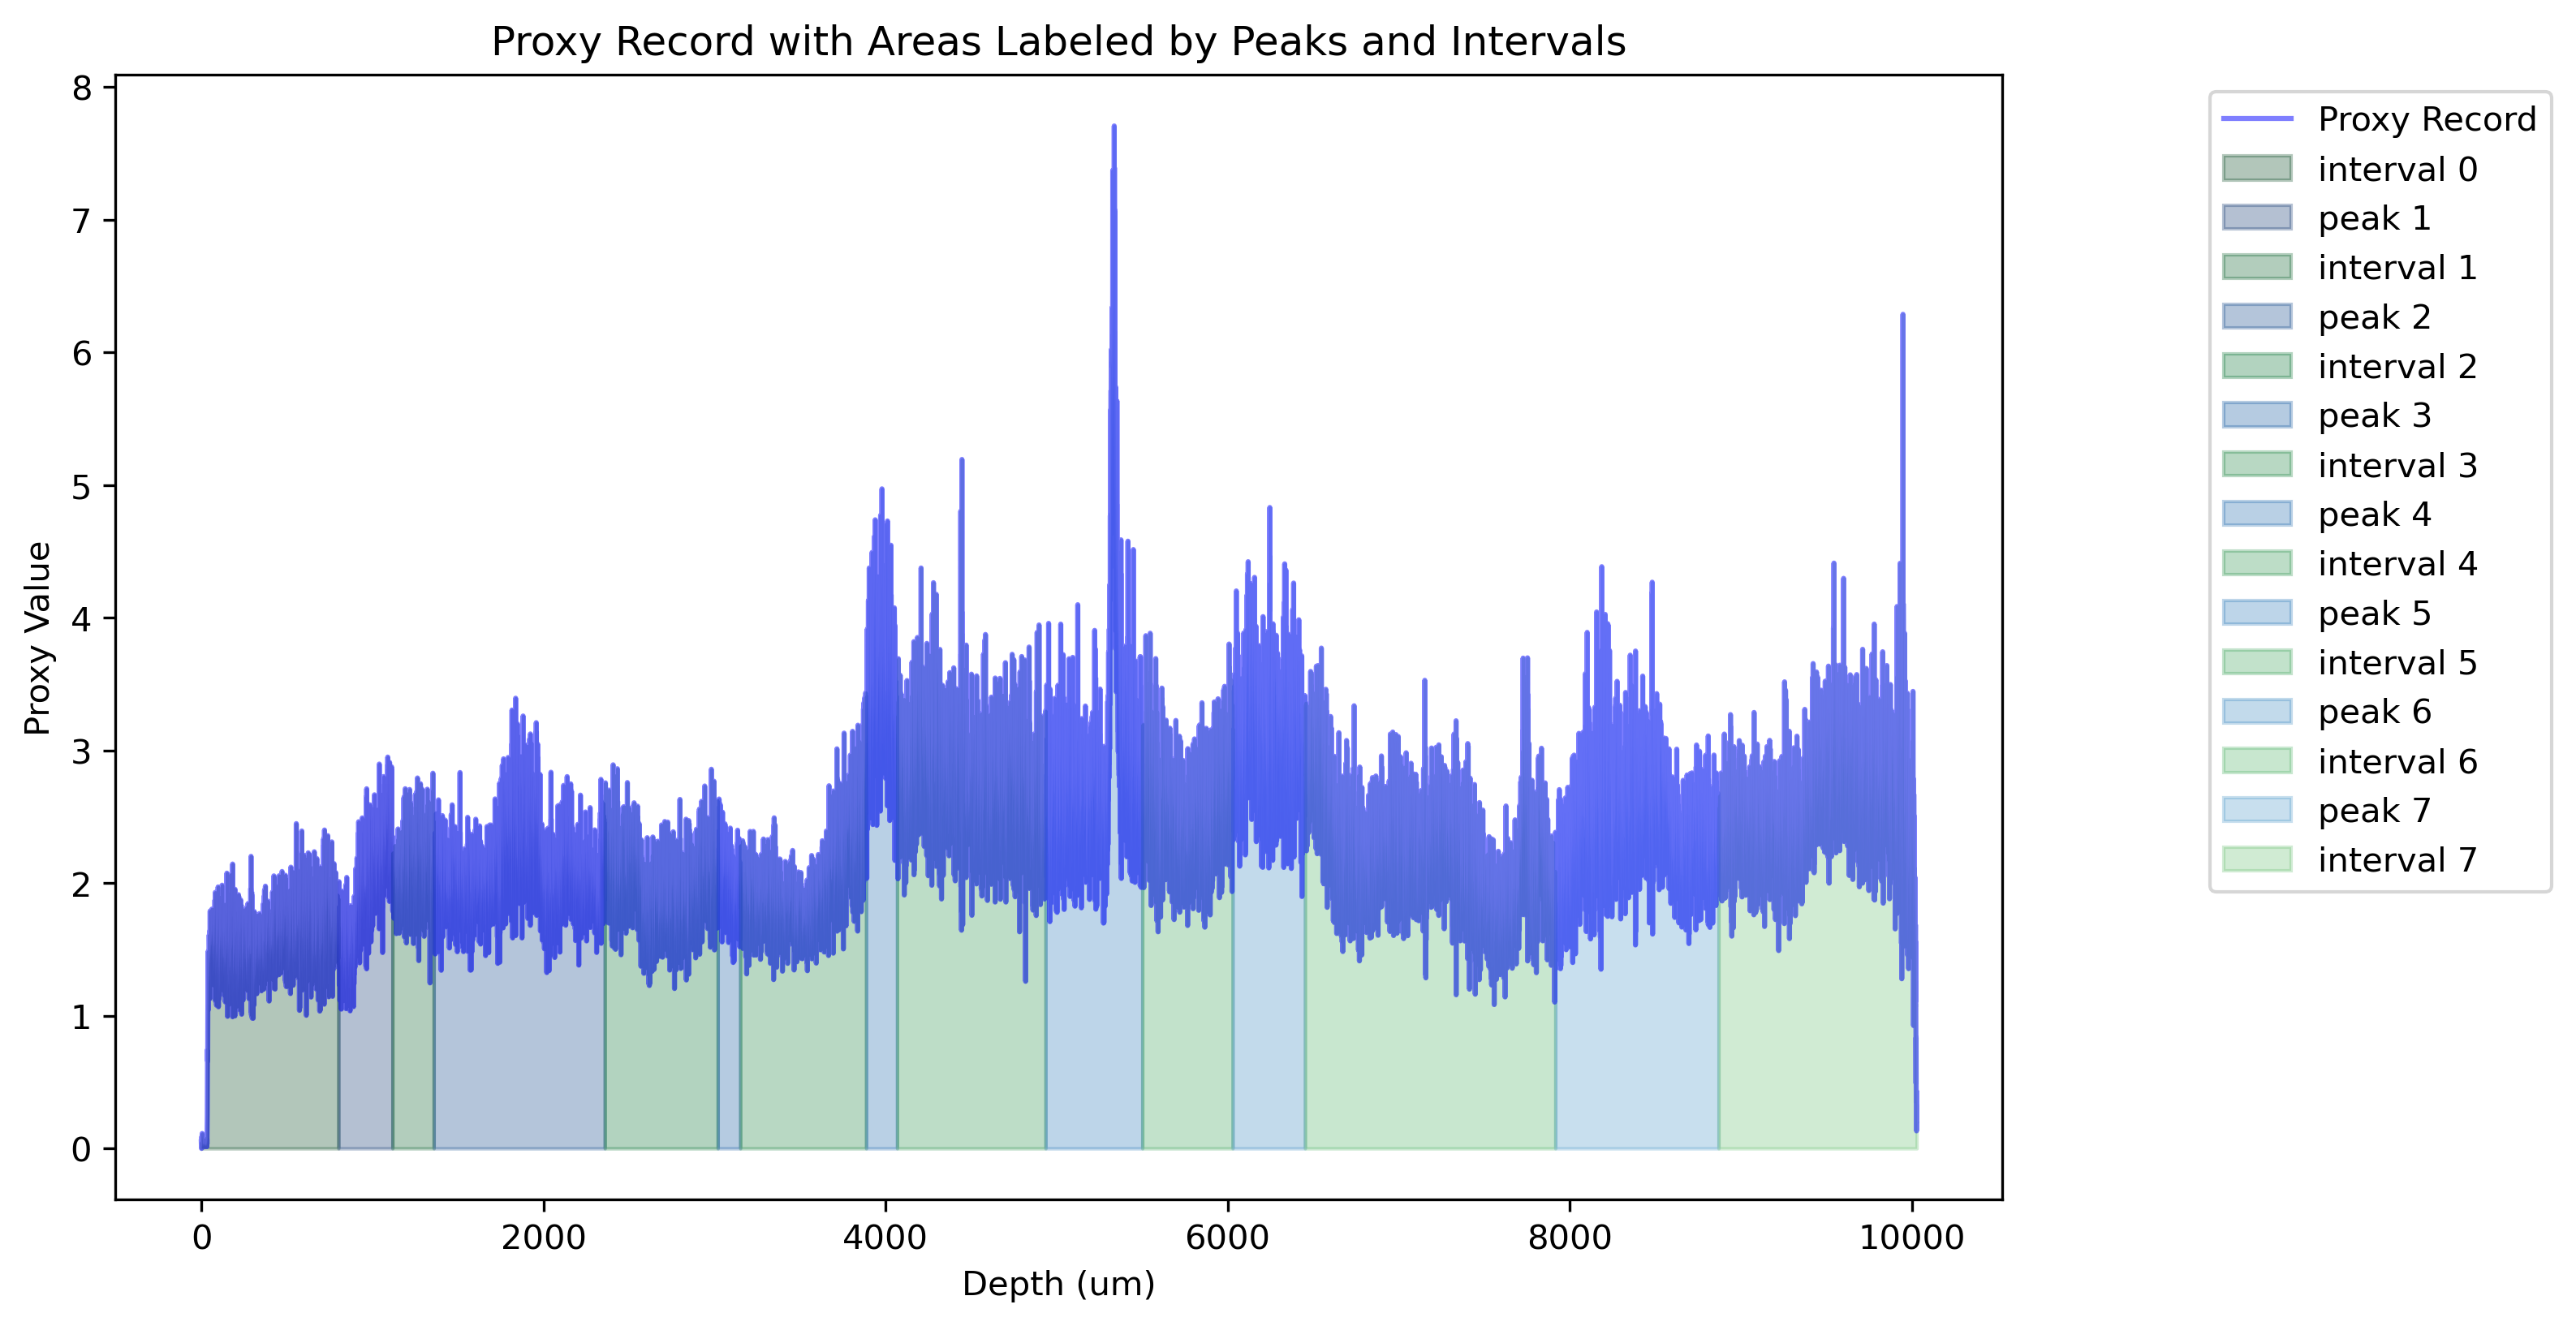 Proxy Record with Areas Labeled by Peaks and Intervals
8
7
6
5
4
3
2
1
0
Proxy Value
0 2000 4000 6000 8000 10000
Depth (um)
Proxy Record
interval 0
peak 1
interval 1
peak 2
interval 2
peak 3
interval 3
peak 4
interval 4
peak 5
interval 5
peak 6
interval 6
peak 7
interval 7